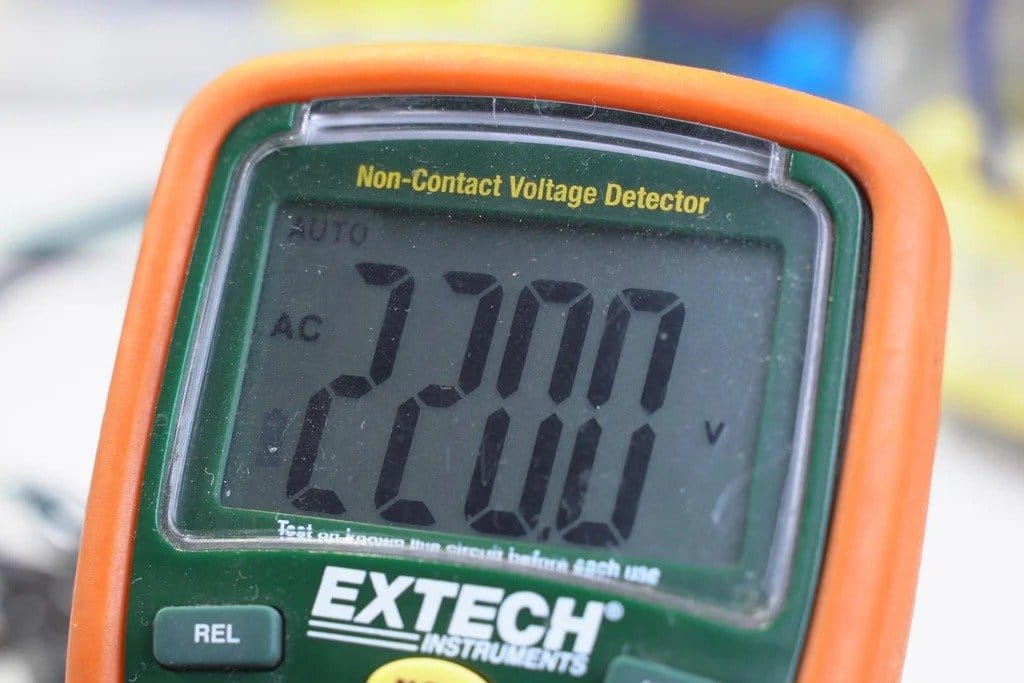 Non-Contact Voltage Detector
AUTO
AC
220.0
V
Test on known live circuit before each use
EXTECH®
INSTRUMENTS
REL